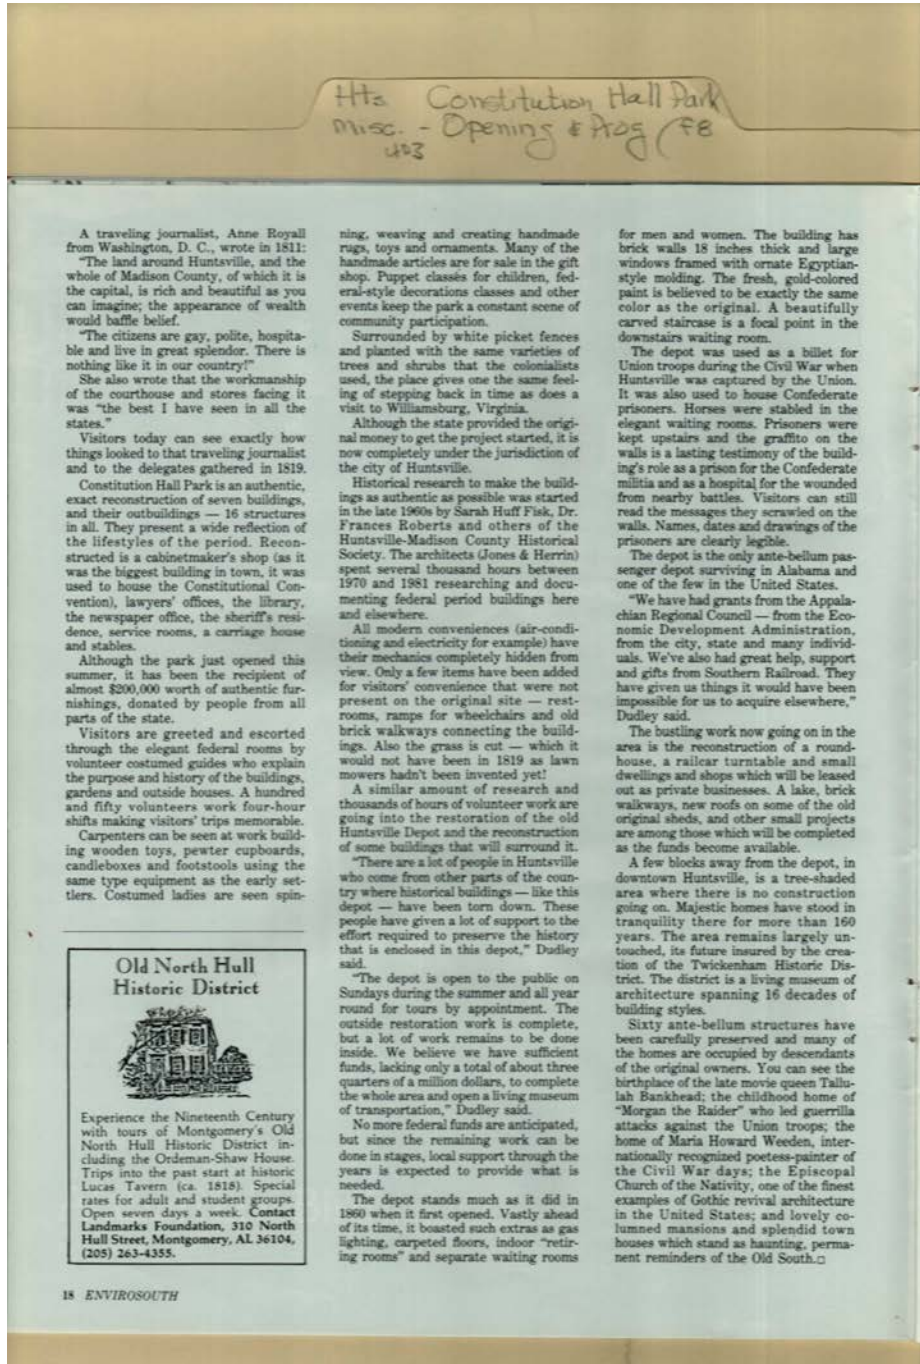 Hts Constitution Hall Park
Misc. - Opening & Prog F8
403
A traveling journalist, Anne Royall
from Washington, D. C., wrote in 1811:
"The land around Huntsville, and the
whole of Madison County, of which it is
the capital, is rich and beautiful as you
can imagine; the appearance of wealth
would baffle belief.
"The citizens are gay, polite, hospita-
ble and live in great splendor. There is
nothing like it in our country!"
She also wrote that the workmanship
of the courthouse and stores facing it
was "the best I have seen in all the
states."
Visitors today can see exactly how
things looked to that traveling journalist
and to the delegates gathered in 1819.
Constitution Hall Park is an authentic,
exact reconstruction of seven buildings,
and their outbuildings — 16 structures
in all. They present a wide reflection of
the lifestyles of the period. Recon-
structed is a cabinetmaker's shop (as it
was the biggest building in town, it was
used to house the Constitutional Con-
vention), lawyers' offices, the library,
the newspaper office, the sheriff's resi-
dence, service rooms, a carriage house
and stables.
Although the park just opened this
summer, it has been the recipient of
almost $200,000 worth of authentic fur-
nishings, donated by people from all
parts of the state.
Visitors are greeted and escorted
through the elegant federal rooms by
volunteer costumed guides who explain
the purpose and history of the buildings,
gardens and outside houses. A hundred
and fifty volunteers work four-hour
shifts making visitors' trips memorable.
Carpenters can be seen at work build-
ing wooden toys, pewter cupboards,
candleboxes and footstools using the
same type equipment as the early set-
tlers. Costumed ladies are seen spin-
Old North Hull
Historic District
Experience the Nineteenth Century
with tours of Montgomery's Old
North Hull Historic District in-
cluding the Ordeman-Shaw House.
Trips into the past start at historic
Lucas Tavern (ca. 1818). Special
rates for adult and student groups.
Open seven days a week. Contact
Landmarks Foundation, 310 North
Hull Street, Montgomery, AL 36104,
(205) 263-4355.
ning, weaving and creating handmade
rugs, toys and ornaments. Many of the
handmade articles are for sale in the gift
shop. Puppet classes for children, fed-
eral-style decorations classes and other
events keep the park a constant scene of
community participation.
Surrounded by white picket fences
and planted with the same varieties of
trees and shrubs that the colonialists
used, the place gives one the same feel-
ing of stepping back in time as does a
visit to Williamsburg, Virginia.
Although the state provided the origi-
nal money to get the project started, it is
now completely under the jurisdiction of
the city of Huntsville.
Historical research to make the build-
ings as authentic as possible was started
in the late 1960s by Sarah Huff Fisk, Dr.
Frances Roberts and others of the
Huntsville-Madison County Historical
Society. The architects (Jones & Herrin)
spent several thousand hours between
1970 and 1981 researching and docu-
menting federal period buildings here
and elsewhere.
All modern conveniences (air-condi-
tioning and electricity for example) have
their mechanics completely hidden from
view. Only a few items have been added
for visitors' convenience that were not
present on the original site — rest-
rooms, ramps for wheelchairs and old
brick walkways connecting the build-
ings. Also the grass is cut — which it
would not have been in 1819 as lawn
mowers hadn't been invented yet!
A similar amount of research and
thousands of hours of volunteer work are
going into the restoration of the old
Huntsville Depot and the reconstruction
of some buildings that will surround it.
"There are a lot of people in Huntsville
who come from other parts of the coun-
try where historical buildings — like this
depot — have been torn down. These
people have given a lot of support to the
effort required to preserve the history
that is enclosed in this depot," Dudley
said.
"The depot is open to the public on
Sundays during the summer and all year
round for tours by appointment. The
outside restoration work is complete,
but a lot of work remains to be done
inside. We believe we have sufficient
funds, lacking only a total of about three
quarters of a million dollars, to complete
the whole area and open a living museum
of transportation," Dudley said.
No more federal funds are anticipated,
but since the remaining work can be
done in stages, local support through the
years is expected to provide what is
needed.
The depot stands much as it did in
1860 when it first opened. Vastly ahead
of its time, it boasted such extras as gas
lighting, carpeted floors, indoor "retir-
ing rooms" and separate waiting rooms
for men and women. The building has
brick walls 18 inches thick and large
windows framed with ornate Egyptian-
style molding. The fresh, gold-colored
paint is believed to be exactly the same
color as the original. A beautifully
carved staircase is a focal point in the
downstairs waiting room.
The depot was used as a billet for
Union troops during the Civil War when
Huntsville was captured by the Union.
It was also used to house Confederate
prisoners. Horses were stabled in the
elegant waiting rooms. Prisoners were
kept upstairs and the graffito on the
walls is a lasting testimony of the build-
ing's role as a prison for the Confederate
militia and as a hospital for the wounded
from nearby battles. Visitors can still
read the messages they scrawled on the
walls. Names, dates and drawings of the
prisoners are clearly legible.
The depot is the only ante-bellum pas-
senger depot surviving in Alabama and
one of the few in the United States.
"We have had grants from the Appala-
chian Regional Council — from the Eco-
nomic Development Administration,
from the city, state and many individ-
uals. We've also had great help, support
and gifts from Southern Railroad. They
have given us things it would have been
impossible for us to acquire elsewhere,"
Dudley said.
The bustling work now going on in the
area is the reconstruction of a round-
house, a railcar turntable and small
dwellings and shops which will be leased
out as private businesses. A lake, brick
walkways, new roofs on some of the old
original sheds, and other small projects
are among those which will be completed
as the funds become available.
A few blocks away from the depot, in
downtown Huntsville, is a tree-shaded
area where there is no construction
going on. Majestic homes have stood in
tranquility there for more than 160
years. The area remains largely un-
touched, its future insured by the crea-
tion of the Twickenham Historic Dis-
trict. The district is a living museum of
architecture spanning 16 decades of
building styles.
Sixty ante-bellum structures have
been carefully preserved and many of
the homes are occupied by descendants
of the original owners. You can see the
birthplace of the late movie queen Tallu-
lah Bankhead; the childhood home of
"Morgan the Raider" who led guerrilla
attacks against the Union troops; the
home of Maria Howard Weeden, inter-
nationally recognized poetess-painter of
the Civil War days; the Episcopal
Church of the Nativity, one of the finest
examples of Gothic revival architecture
in the United States; and lovely co-
lumned mansions and splendid town
houses which stand as haunting, perma-
nent reminders of the Old South.□
18 ENVIROSOUTH